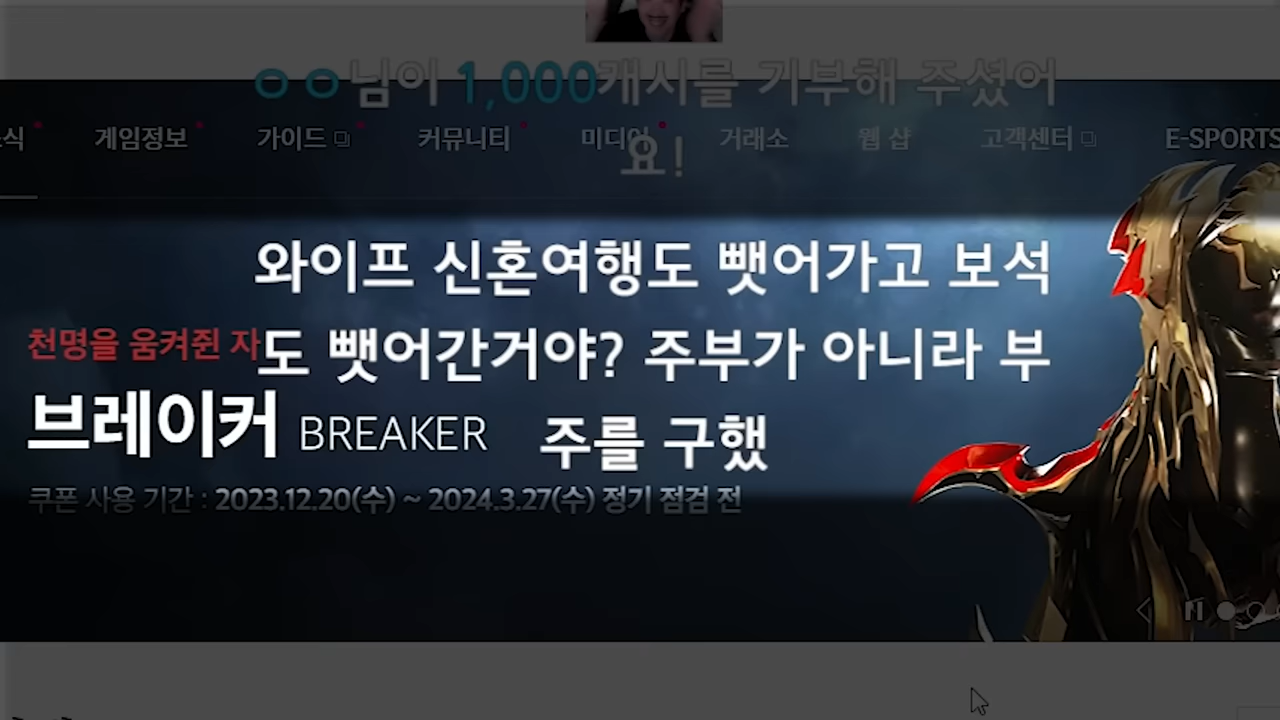 ㅇㅇ님이 1,000캐시를 기부해 주셨어
요!
게임정보 가이드 커뮤니티 미디어 거래소 웹 샵 고객센터 E-SPORTS
와이프 신혼여행도 뺏어가고 보석
도 뺏어간거야? 주부가 아니라 부
주를 구했
천명을 움켜쥔 자
브레이커 BREAKER
쿠폰 사용 기간 : 2023.12.20(수) ~ 2024.3.27(수) 정기 점검 전